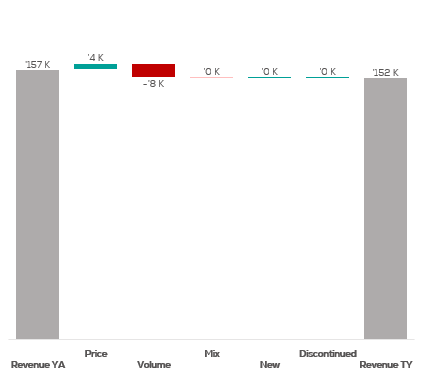 '157 K
'4 K
-'8 K
'0 K
'0 K
'0 K
'152 K
Revenue YA
Price
Volume
Mix
New
Discontinued
Revenue TY